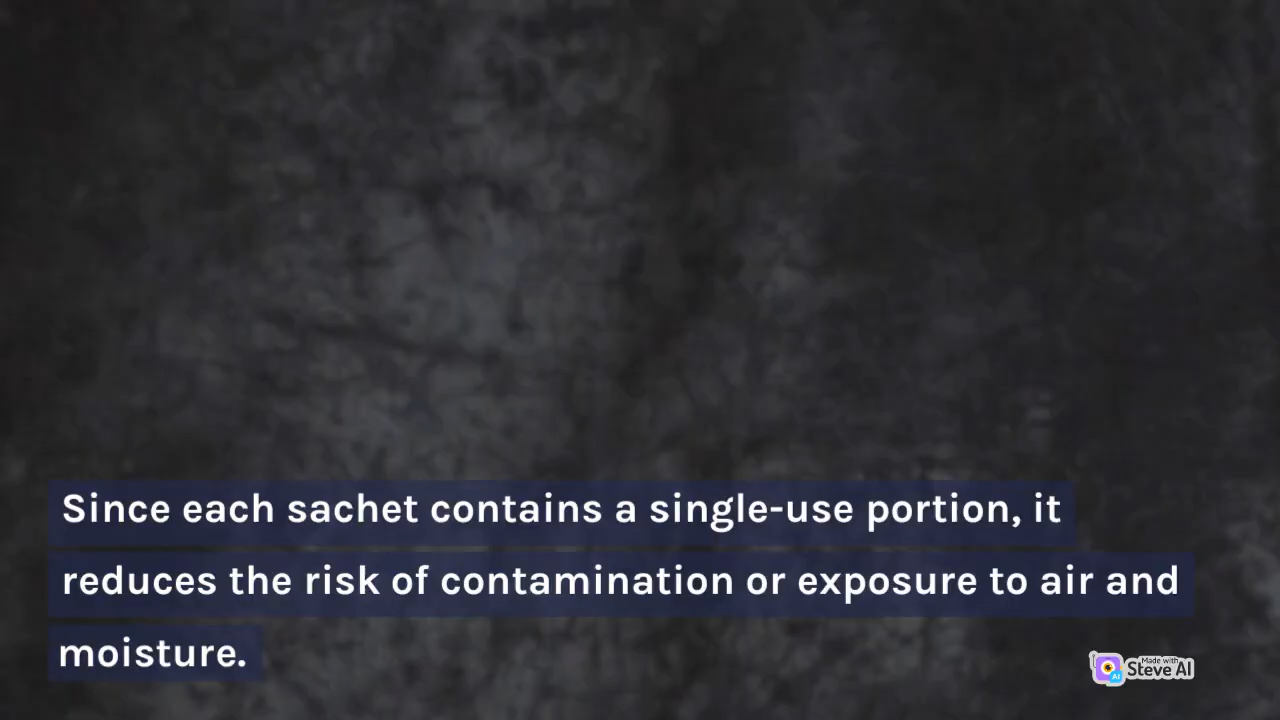 Since each sachet contains a single-use portion, it
reduces the risk of contamination or exposure to air and
moisture.
Made with
Steve AI
AI